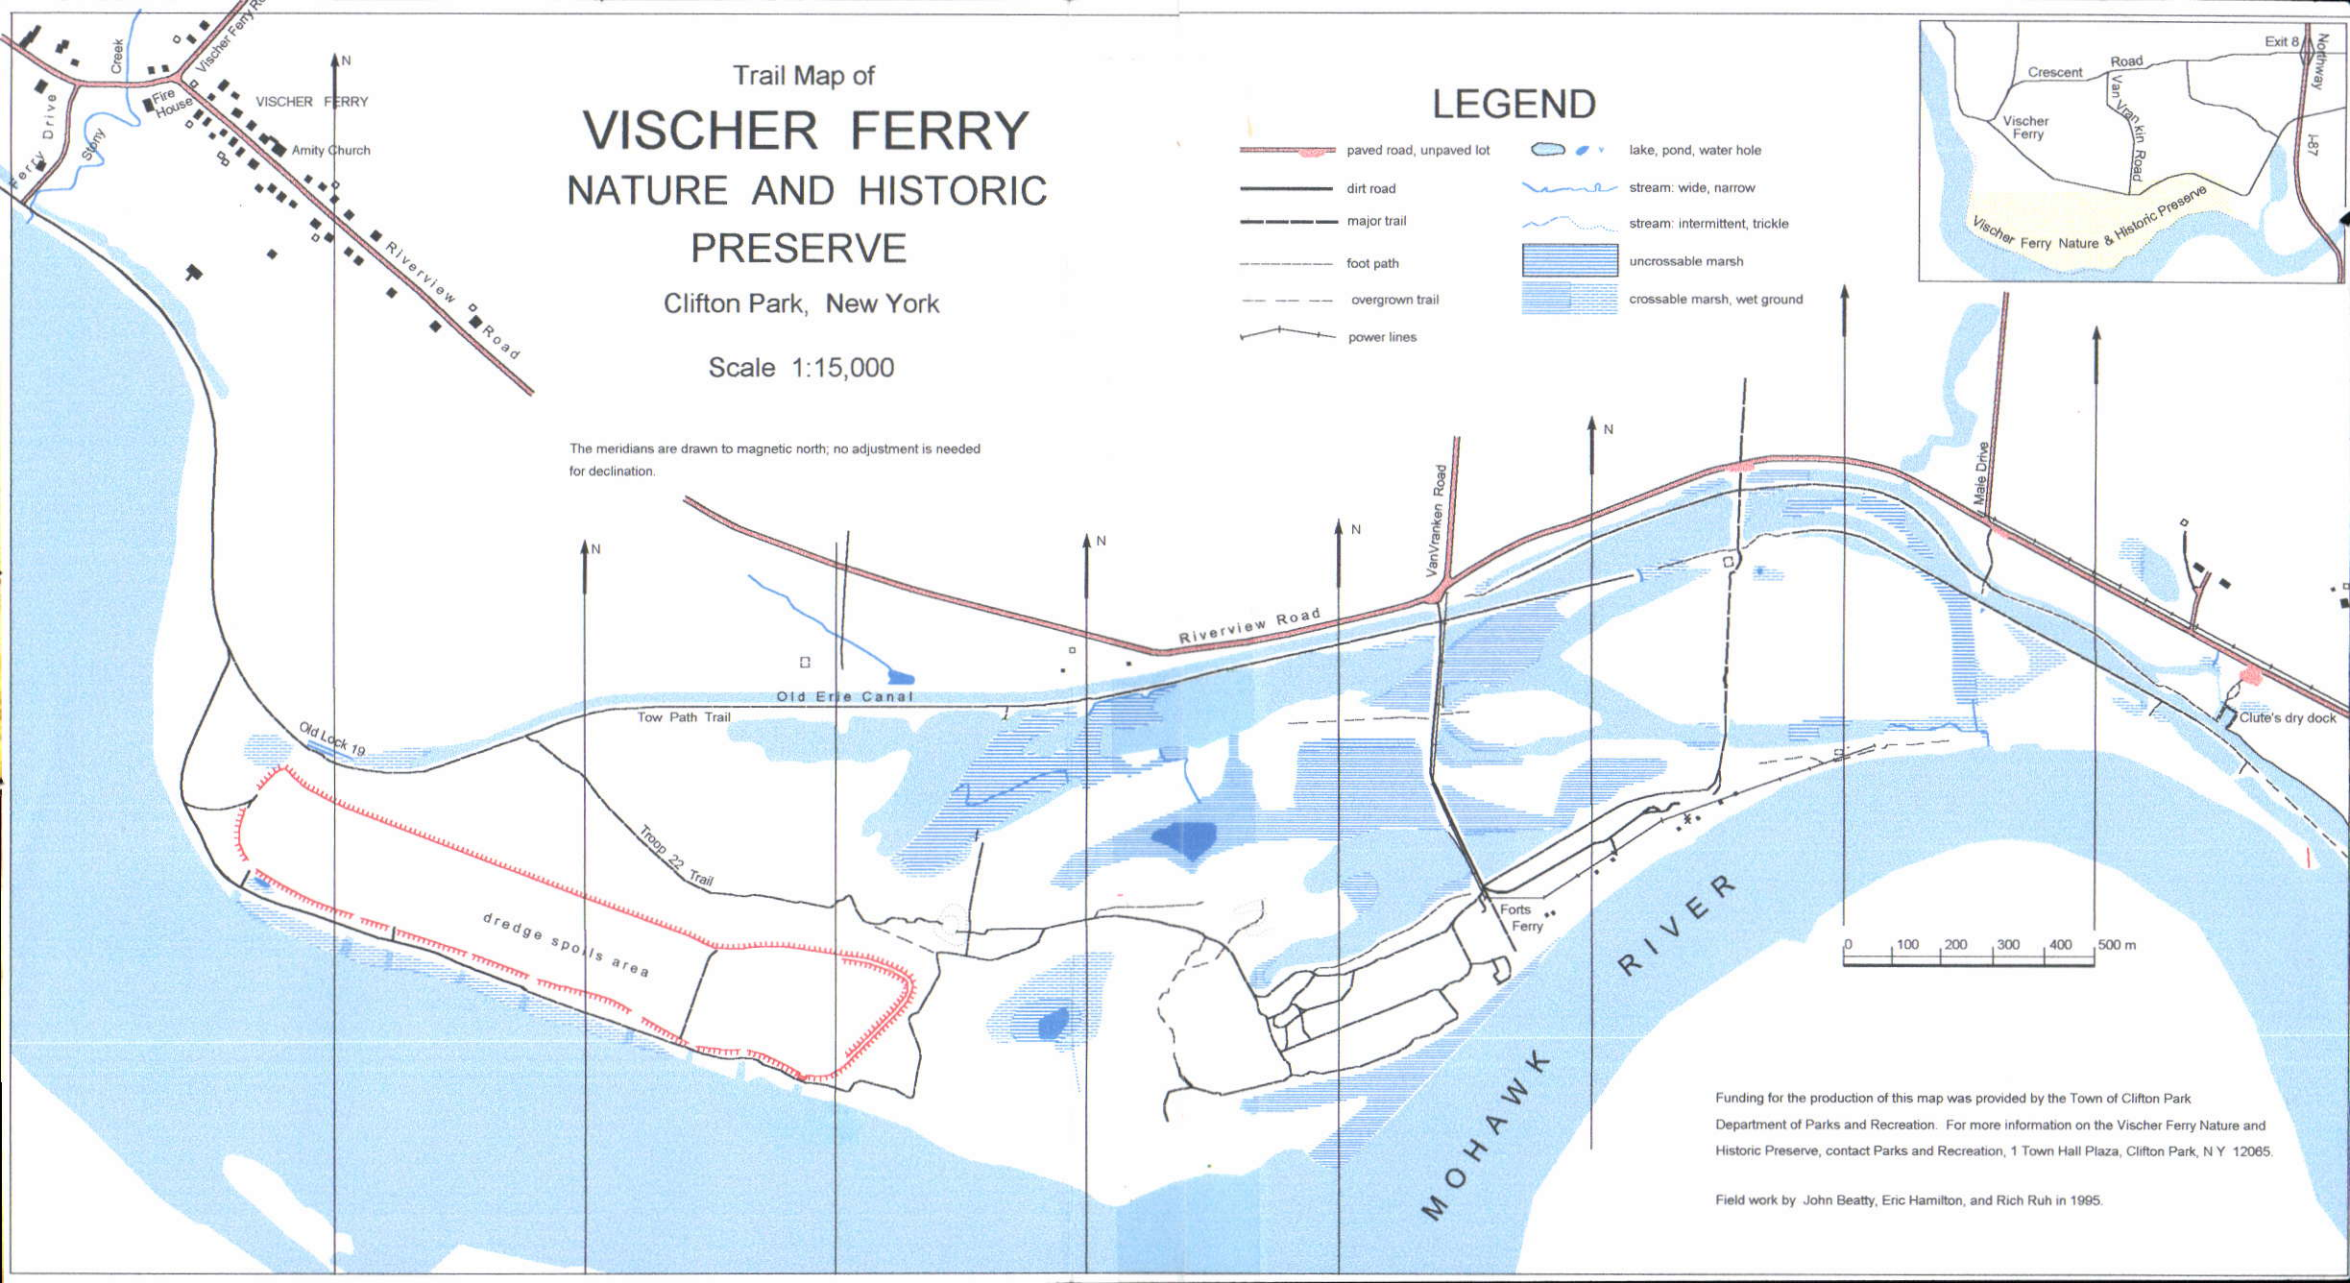 Trail Map of
VISCHER FERRY
NATURE AND HISTORIC
PRESERVE
Clifton Park, New York
Scale 1:15,000
The meridians are drawn to magnetic north; no adjustment is needed
for declination.
LEGEND
paved road, unpaved lot
dirt road
major trail
foot path
overgrown trail
power lines
lake, pond, water hole
stream: wide, narrow
stream: intermittent, trickle
uncrossable marsh
crossable marsh, wet ground
Exit 8
Northway
I-87
Crescent Road
Van Vrankin Road
Vischer
Ferry
Vischer Ferry Nature & Historic Preserve
Creek
Stony
Vischer Ferry
Fire
House
VISCHER FERRY
Ferry Drive
Amity Church
Riverview Road
N
N
N
N
N
VanVranken Road
Male Drive
Riverview Road
Old Erie Canal
Tow Path Trail
Old Lock 19
Troop 22 Trail
dredge spoils area
Clute's dry dock
Forts
Ferry
MOHAWK RIVER
0 100 200 300 400 500 m
Funding for the production of this map was provided by the Town of Clifton Park
Department of Parks and Recreation. For more information on the Vischer Ferry Nature and
Historic Preserve, contact Parks and Recreation, 1 Town Hall Plaza, Clifton Park, N Y 12065.
Field work by John Beatty, Eric Hamilton, and Rich Ruh in 1995.